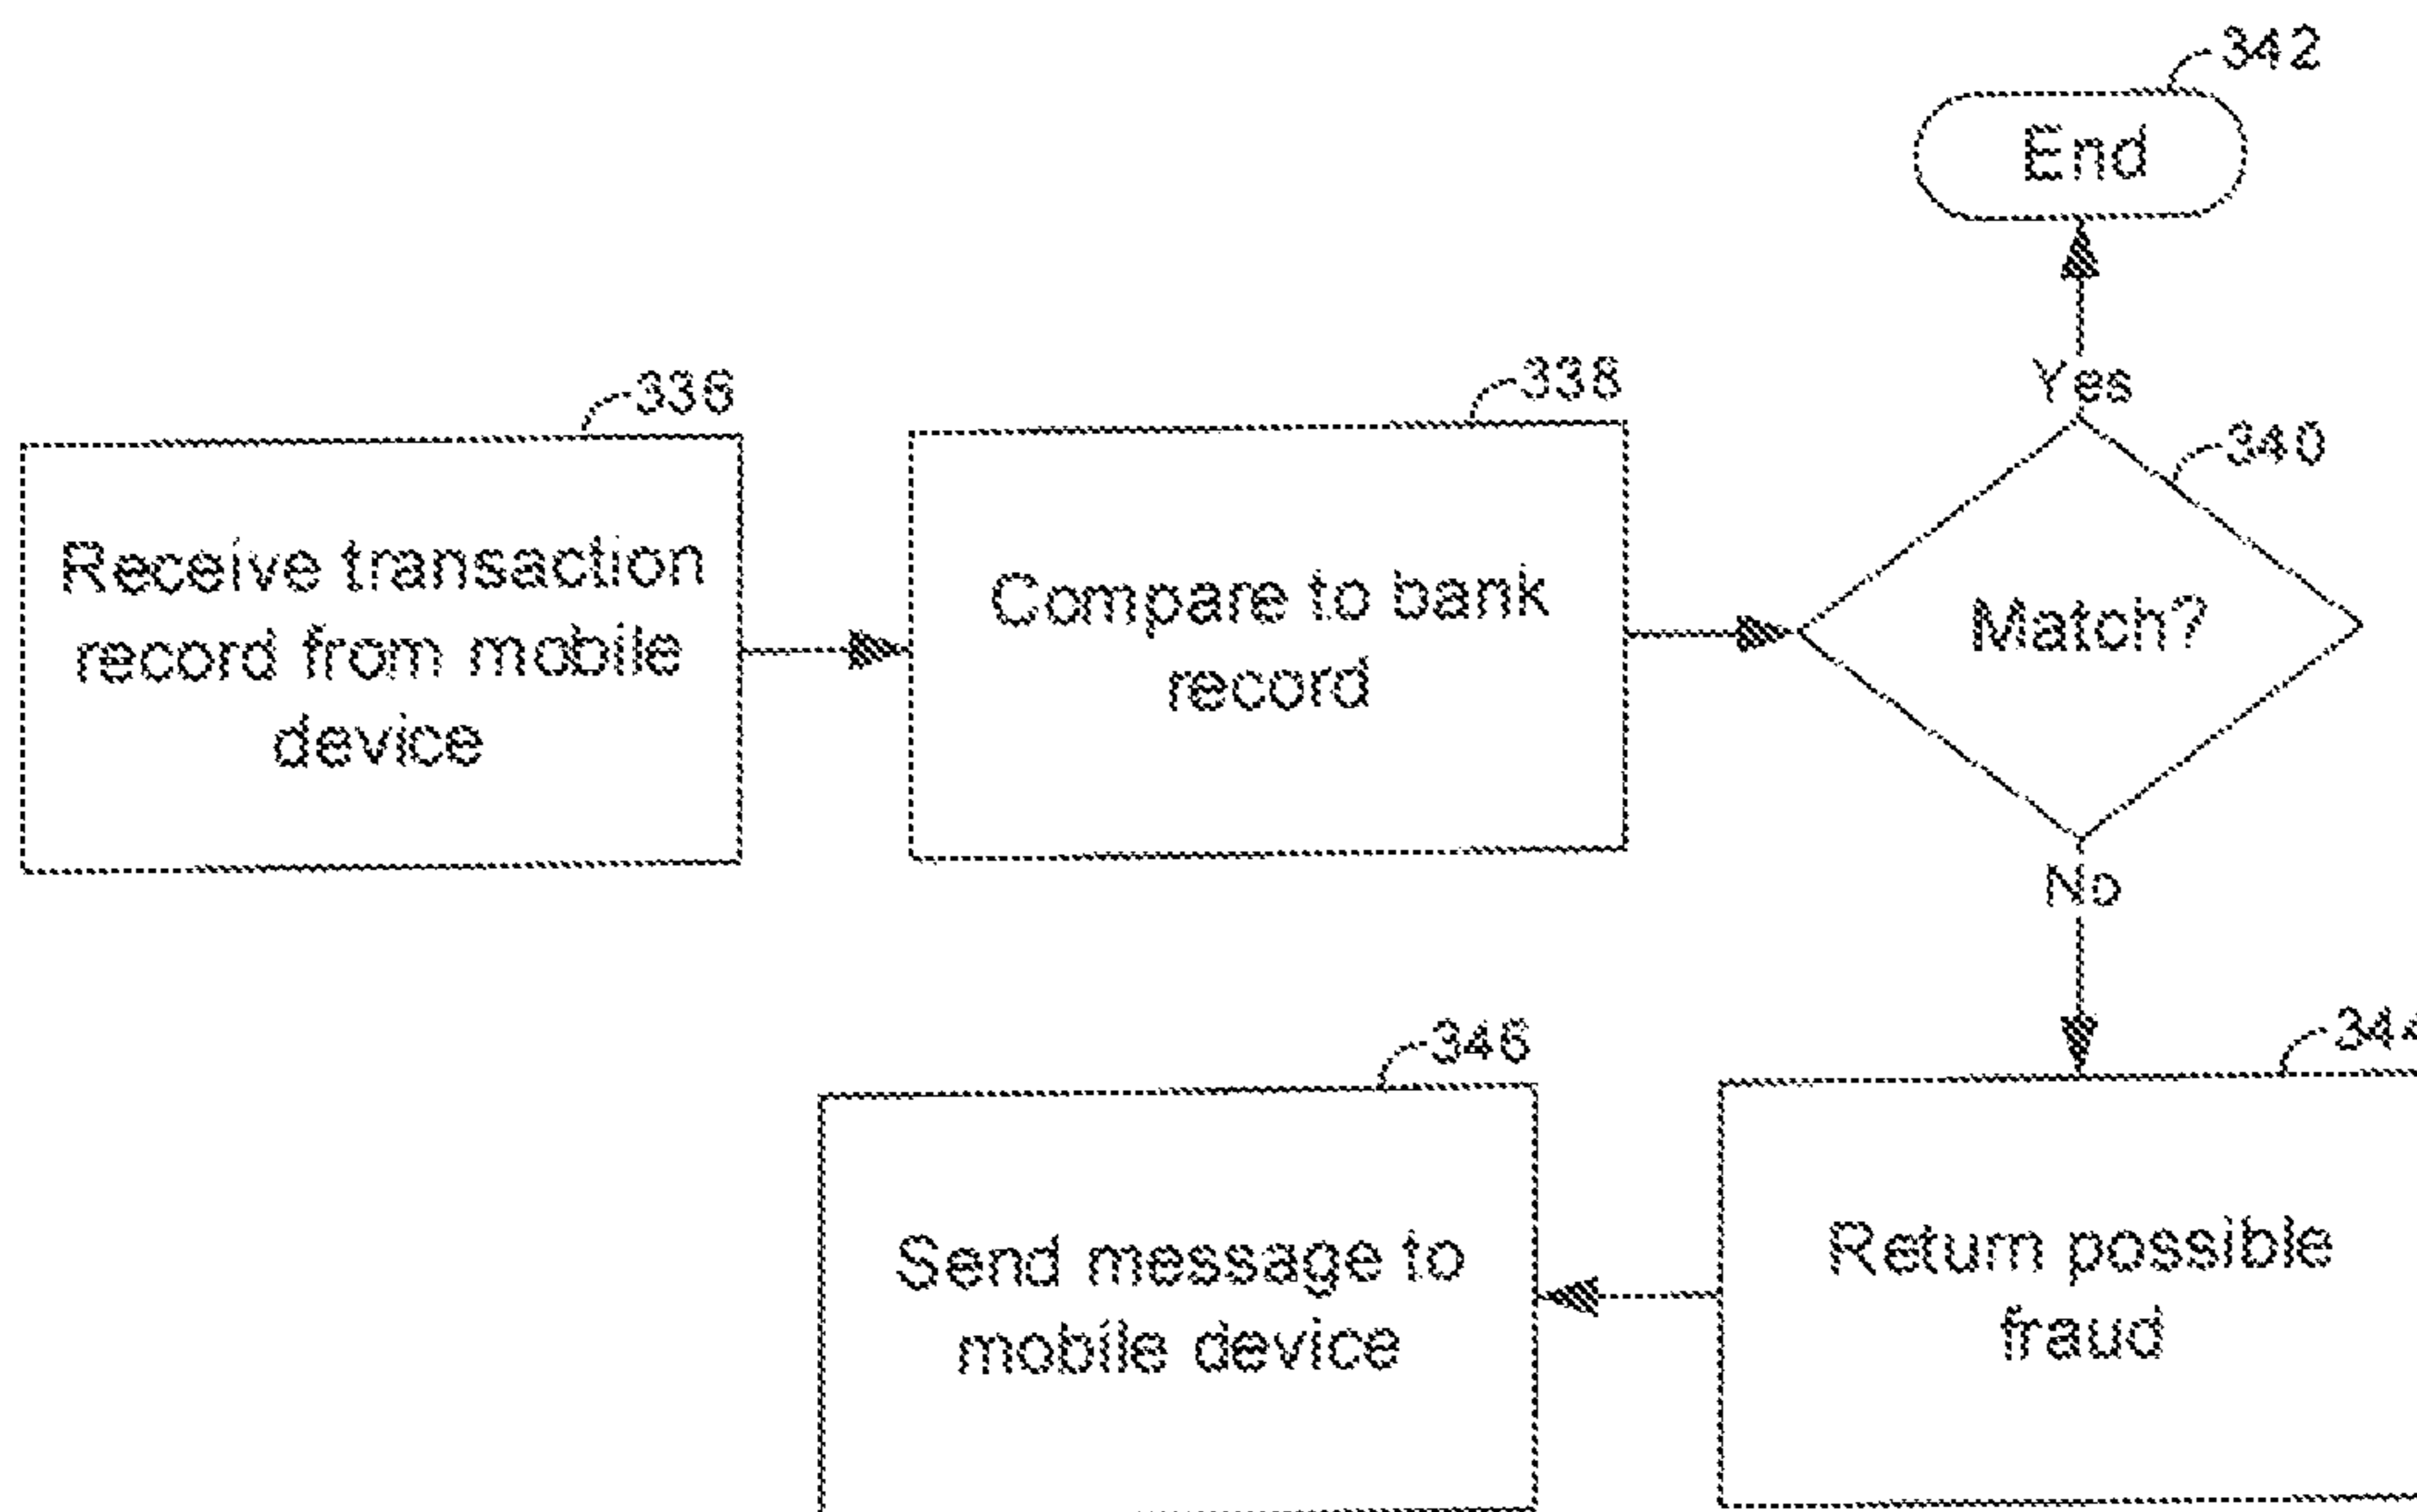 342
End
Yes
336
338
340
Receive transaction
record from mobile
device
Compare to bank
record
Match?
No
346
344
Send message to
mobile device
Return possible
fraud